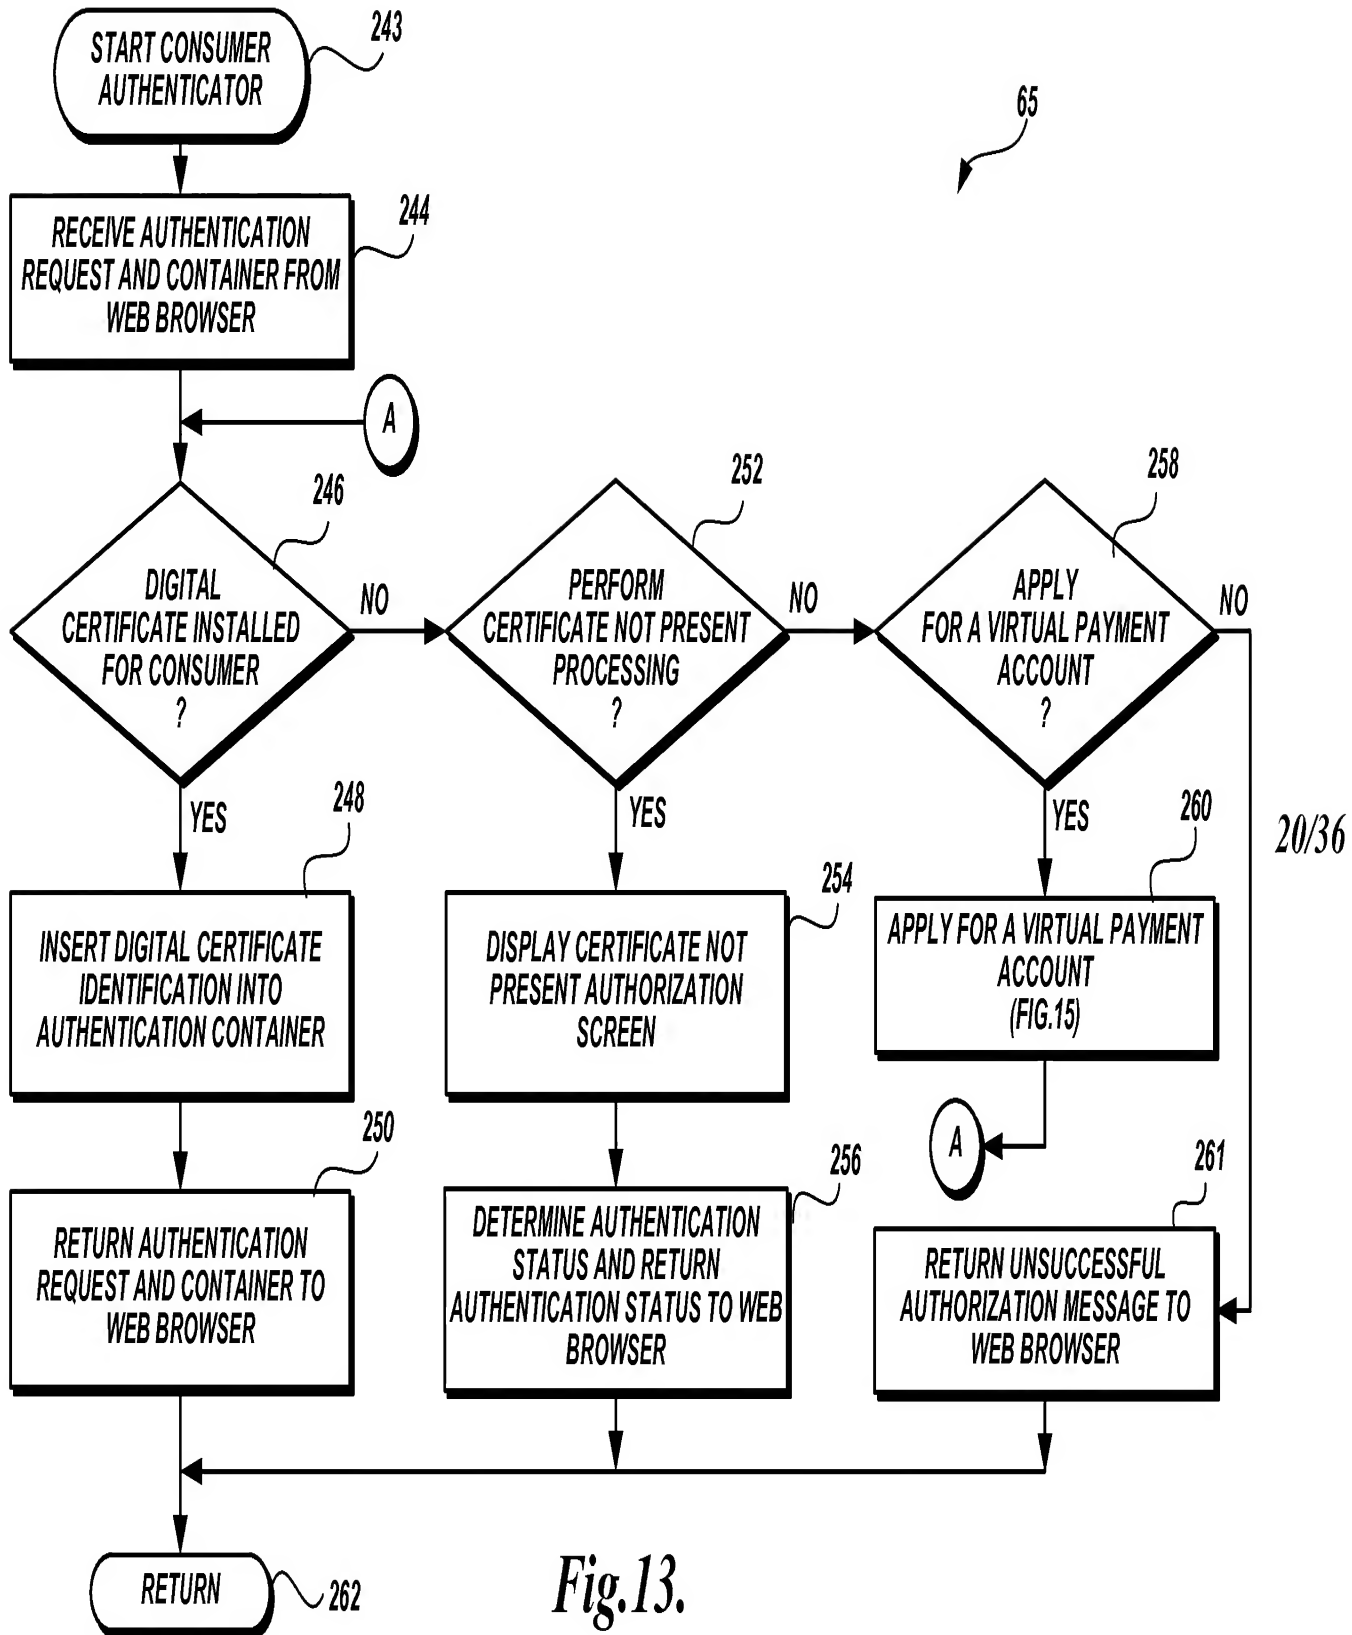 START CONSUMER
AUTHENTICATOR
243
65
RECEIVE AUTHENTICATION
REQUEST AND CONTAINER FROM
WEB BROWSER
244
A
DIGITAL
CERTIFICATE INSTALLED
FOR CONSUMER
?
246
NO
YES
PERFORM
CERTIFICATE NOT PRESENT
PROCESSING
?
252
NO
YES
APPLY
FOR A VIRTUAL PAYMENT
ACCOUNT
?
258
NO
YES
20/36
INSERT DIGITAL CERTIFICATE
IDENTIFICATION INTO
AUTHENTICATION CONTAINER
248
DISPLAY CERTIFICATE NOT
PRESENT AUTHORIZATION
SCREEN
254
APPLY FOR A VIRTUAL PAYMENT
ACCOUNT
(FIG.15)
260
A
RETURN AUTHENTICATION
REQUEST AND CONTAINER TO
WEB BROWSER
250
DETERMINE AUTHENTICATION
STATUS AND RETURN
AUTHENTICATION STATUS TO WEB
BROWSER
256
RETURN UNSUCCESSFUL
AUTHORIZATION MESSAGE TO
WEB BROWSER
261
RETURN
262
Fig.13.